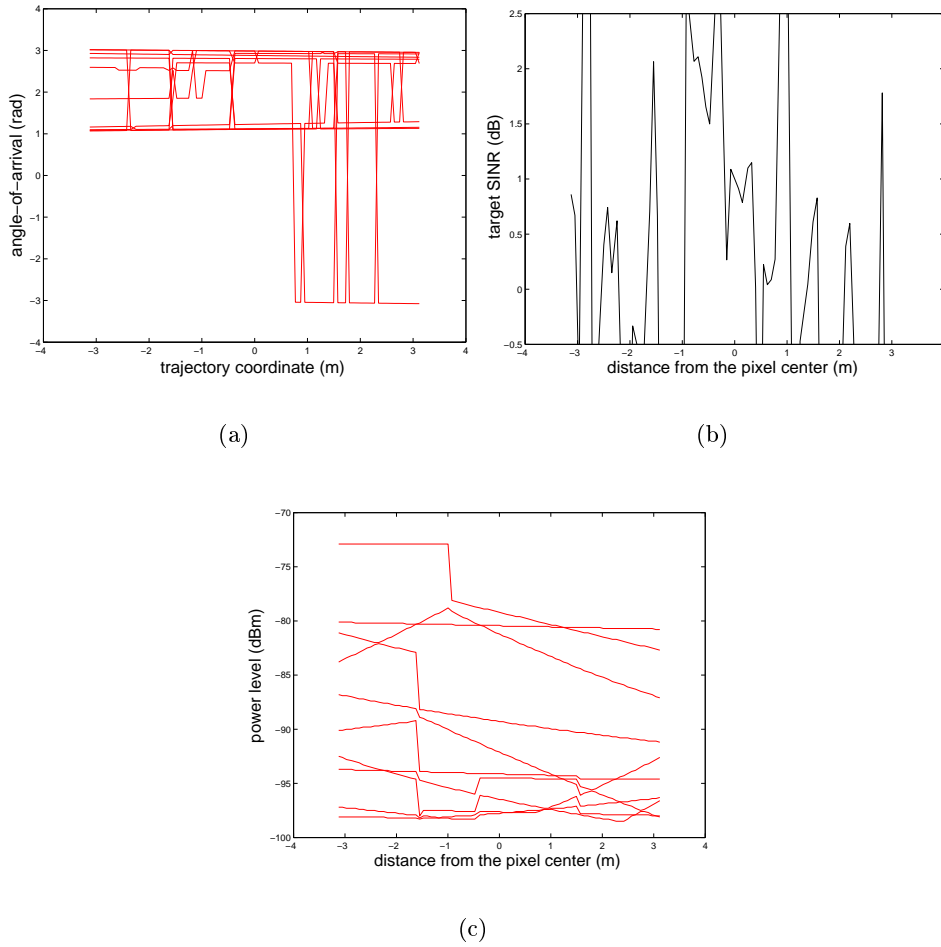 4
3
2
1
0
−1
−2
−3
−4
angle−of−arrival (rad)
−4 −3 −2 −1 0 1 2 3 4
trajectory coordinate (m)
(a)
2.5
2
1.5
1
0.5
0
−0.5
target SINR (dB)
−4 −3 −2 −1 0 1 2 3
distance from the pixel center (m)
(b)
−70
−75
−80
−85
−90
−95
−100
power level (dBm)
−4 −3 −2 −1 0 1 2 3 4
distance from the pixel center (m)
(c)